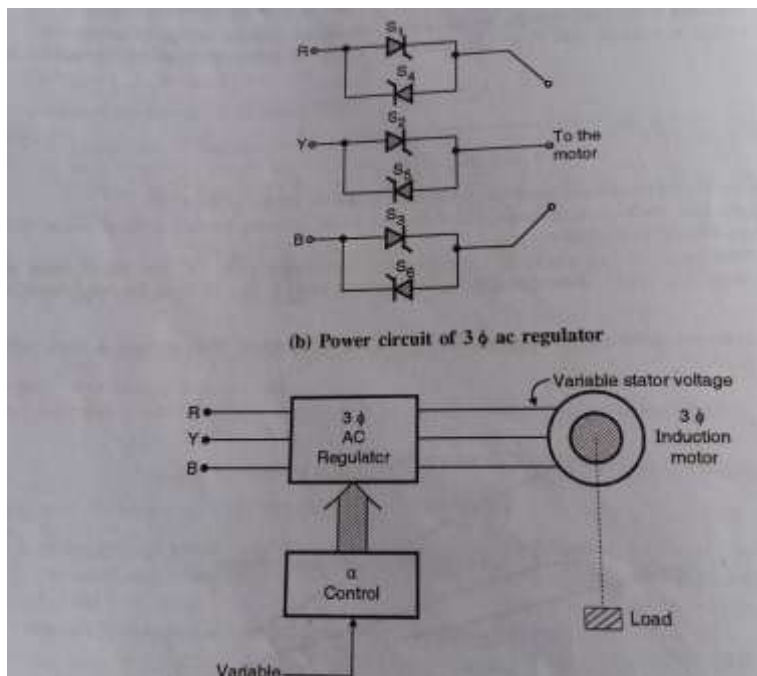 S1
R
S4
S2
Y
To the
motor
S5
S3
B
S6
(b) Power circuit of 3 ϕ ac regulator
Variable stator voltage
R
Y
B
3 ϕ
AC
Regulator
3 ϕ
Induction
motor
α
Control
Load
Variable